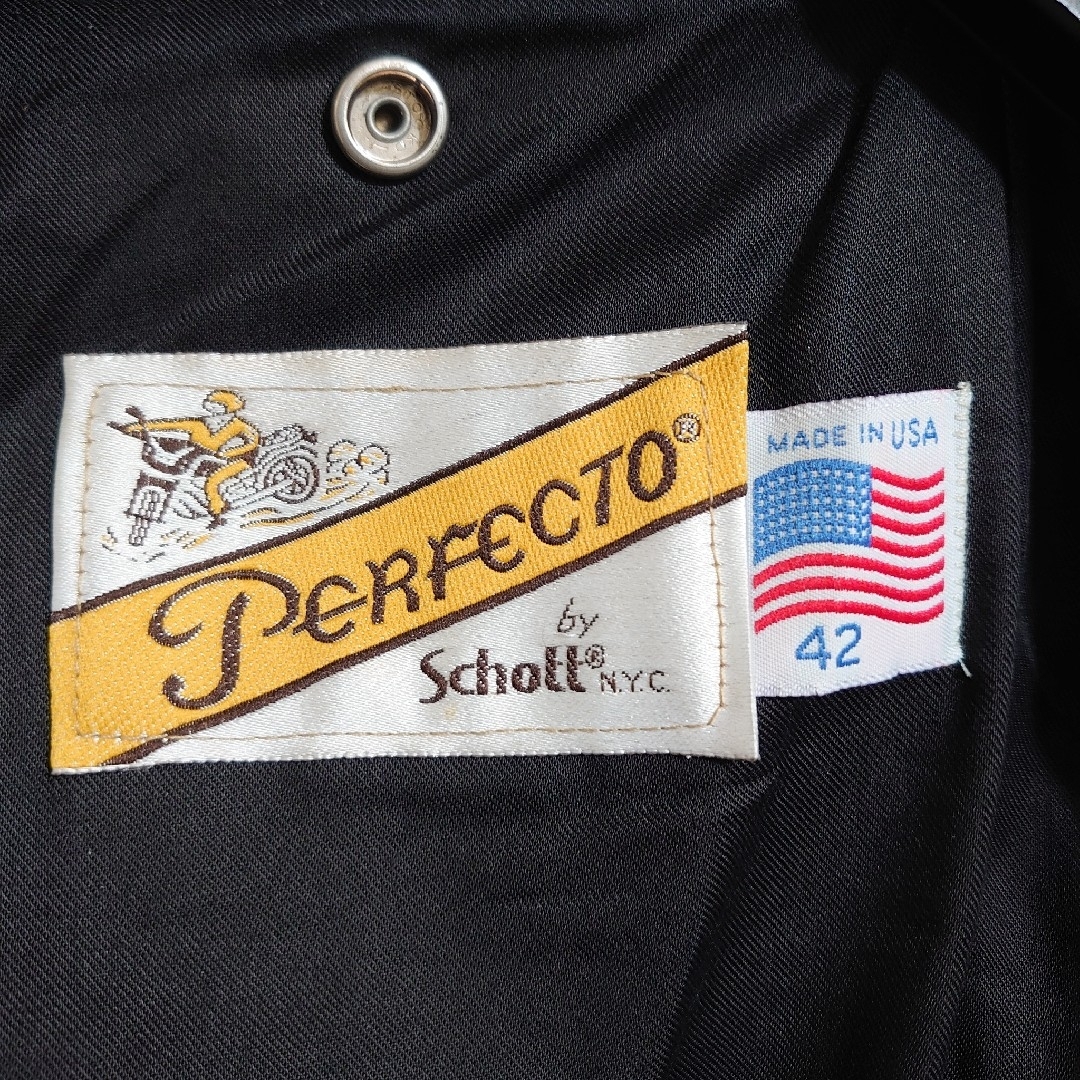 PERFECTO®
by
Schott® N.Y.C.
MADE IN USA
42